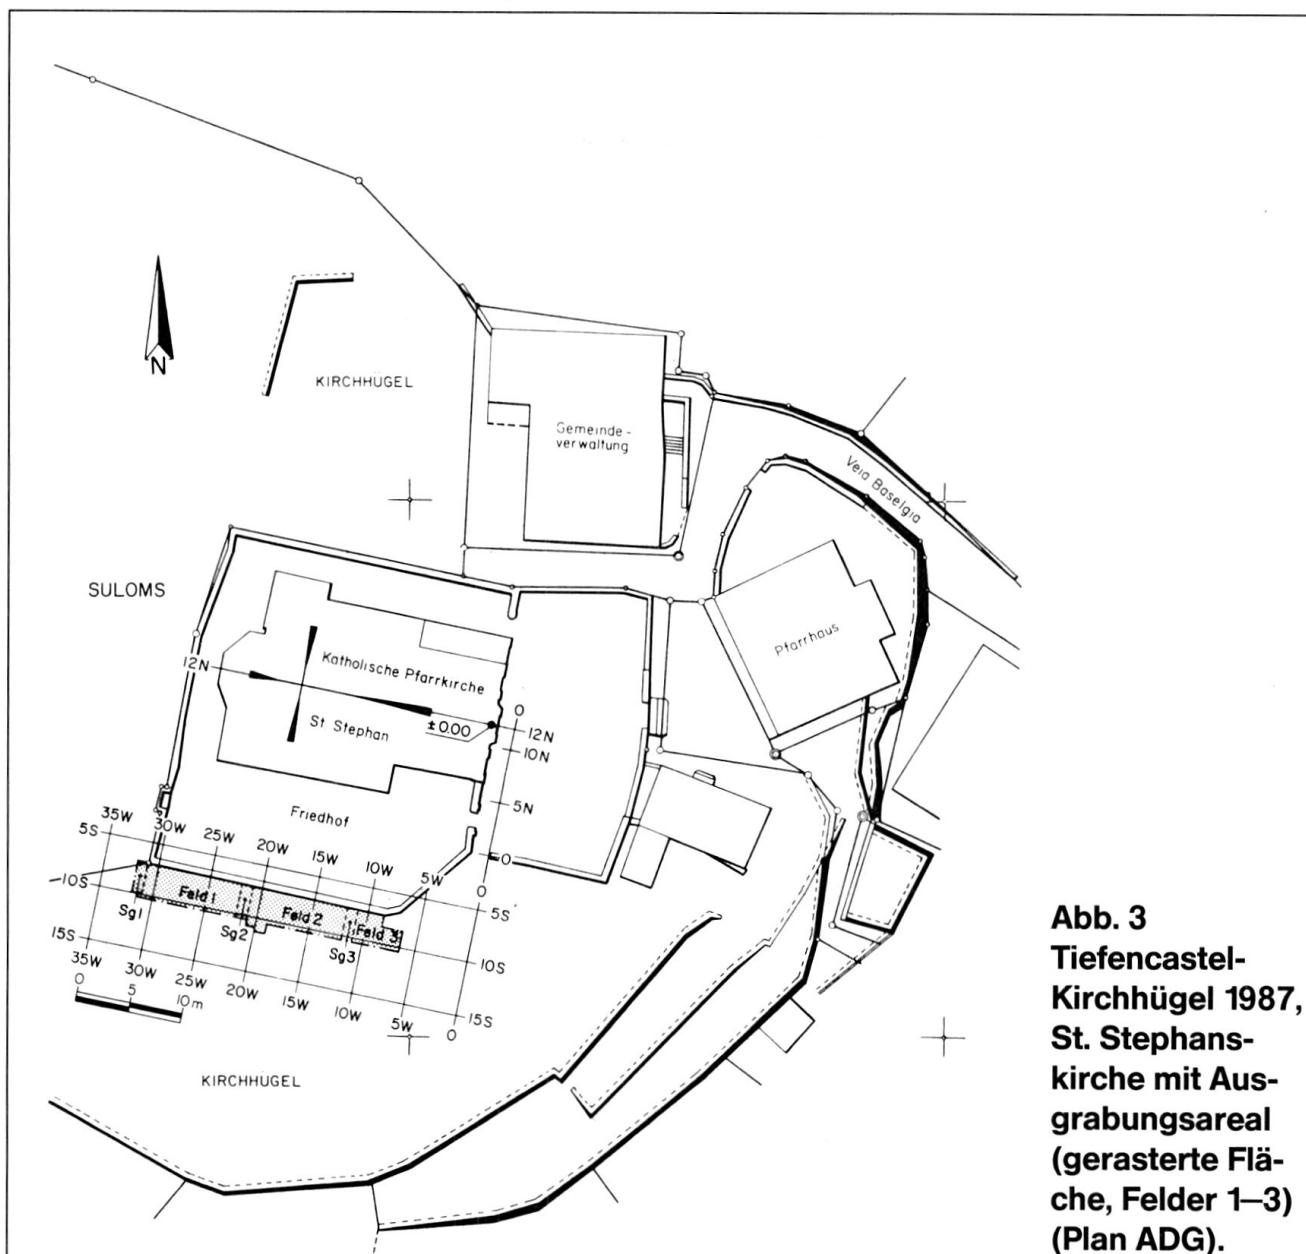 N
KIRCHHÜGEL
Gemeinde-
verwaltung
Veia Baselgia
SULOMS
Pfarrhaus
12N
Katholische Pfarrkirche
St Stephan
±0.00
0
12N
10N
5N
0
Friedhof
35W
30W
25W
20W
15W
10W
5W
0
5S
10S
15S
5S
10S
15S
Feld 1
Feld 2
Feld 3
Sg1
Sg2
Sg3
35W
30W
25W
20W
15W
10W
5W
0
0
5
10m
KIRCHHÜGEL
Abb. 3
Tiefencastel-
Kirchhügel 1987,
St. Stephans-
kirche mit Aus-
grabungsareal
(gerasterte Flä-
che, Felder 1–3)
(Plan ADG).